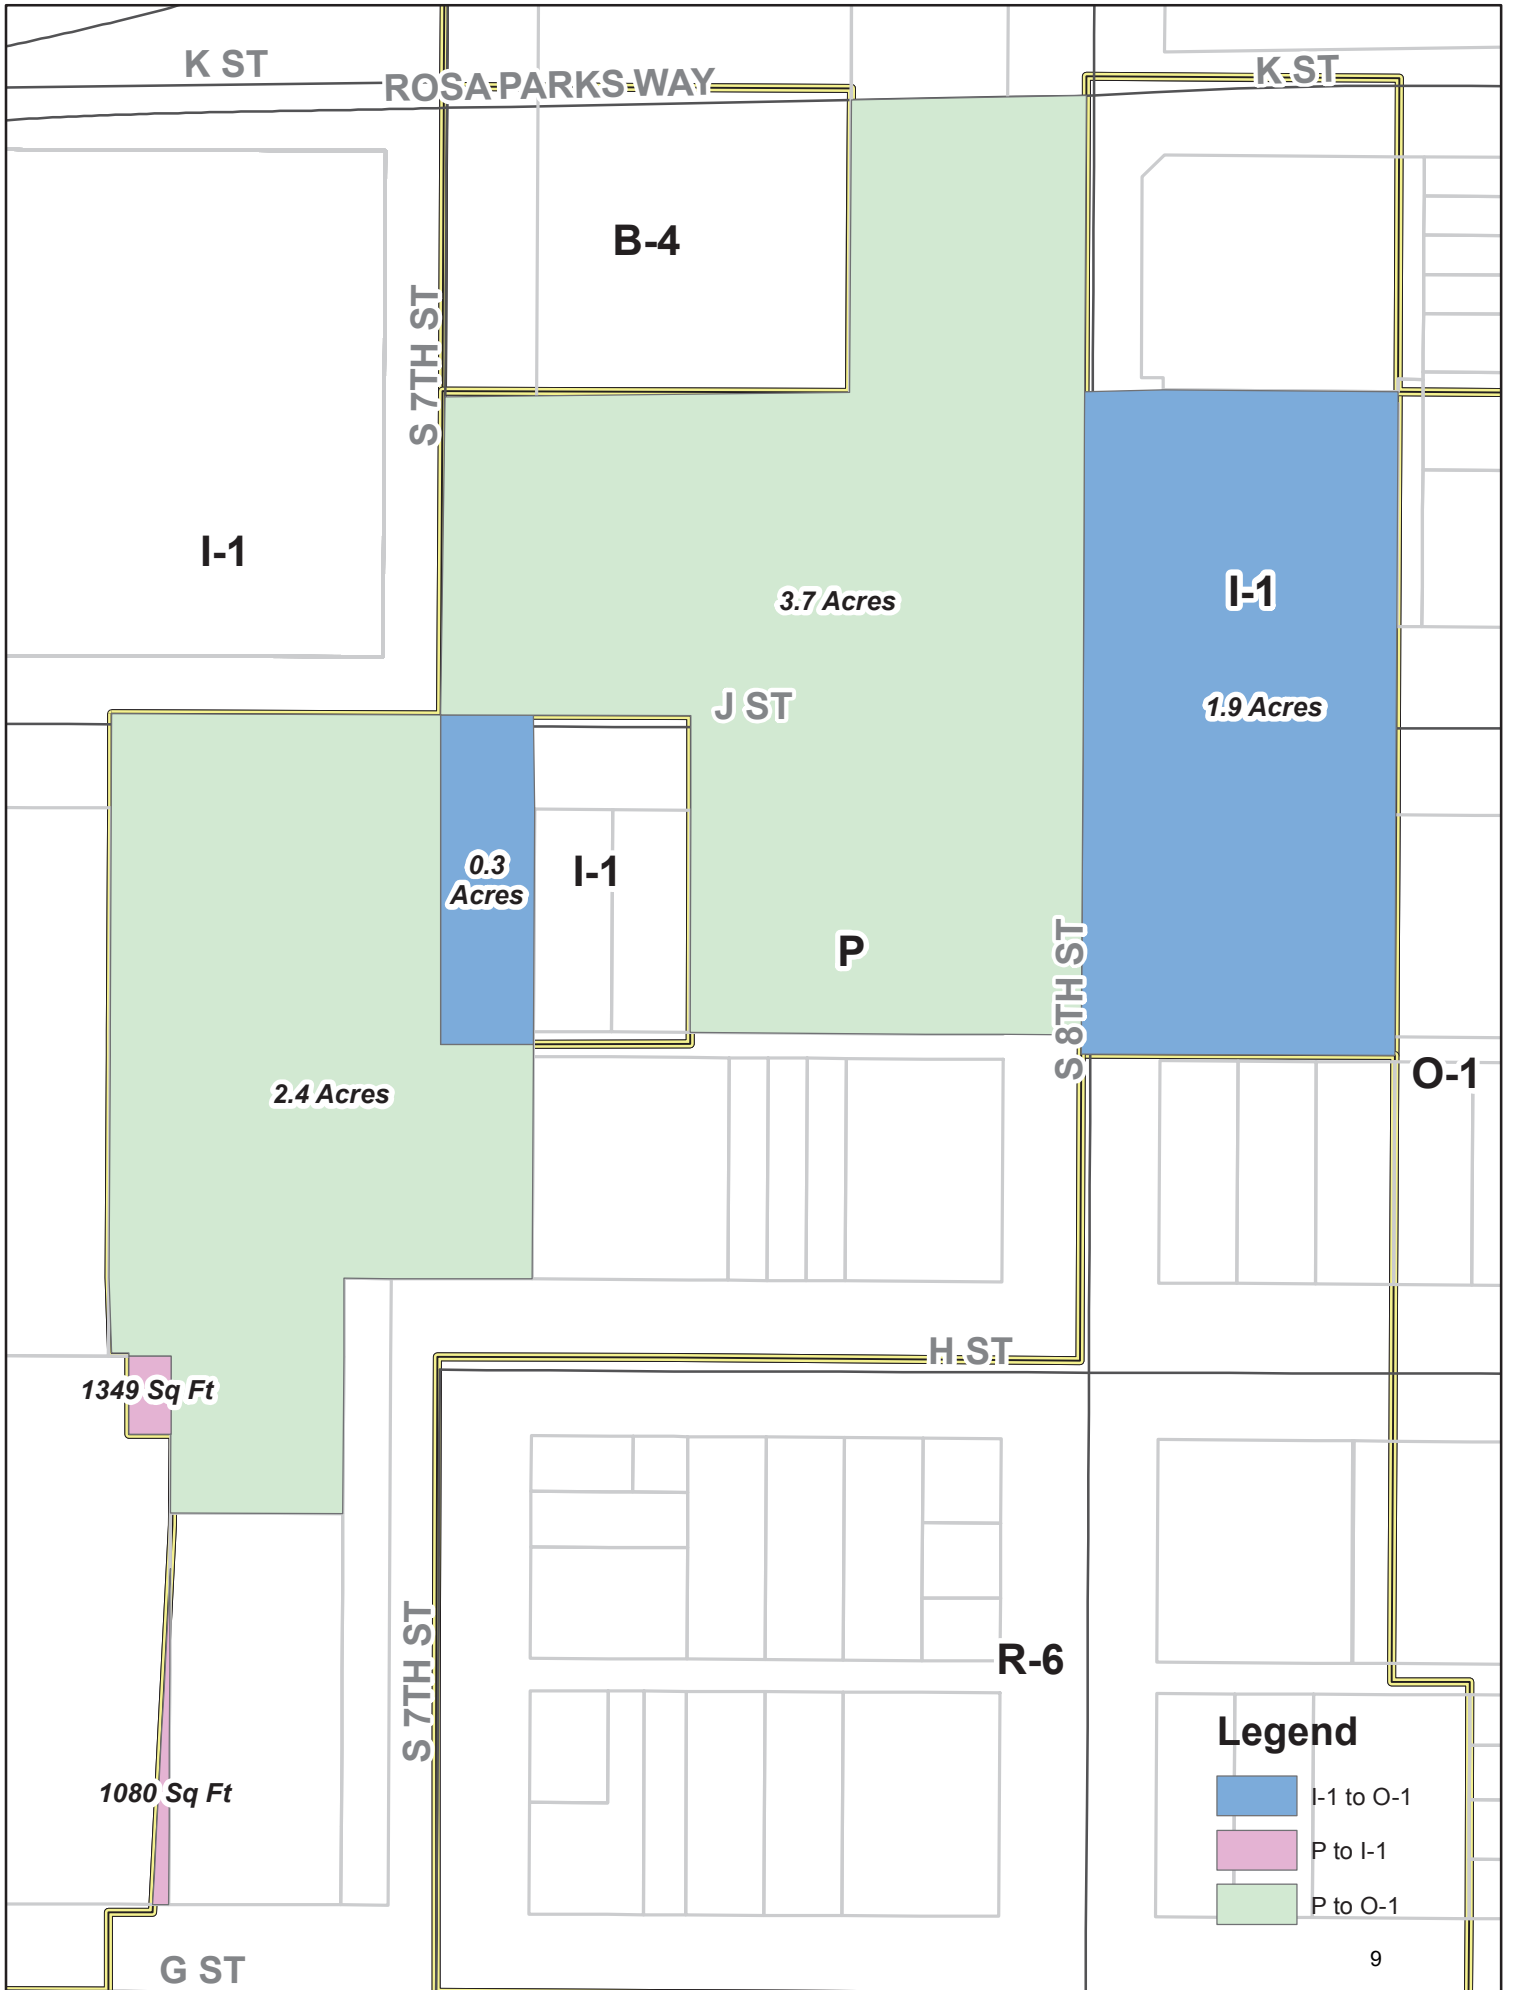 K ST
ROSA PARKS WAY
K ST
B-4
S 7TH ST
I-1
3.7 Acres
I-1
J ST
1.9 Acres
0.3
Acres
I-1
P
S 8TH ST
O-1
2.4 Acres
H ST
1349 Sq Ft
S 7TH ST
R-6
1080 Sq Ft
Legend
I-1 to O-1
P to I-1
P to O-1
9
G ST